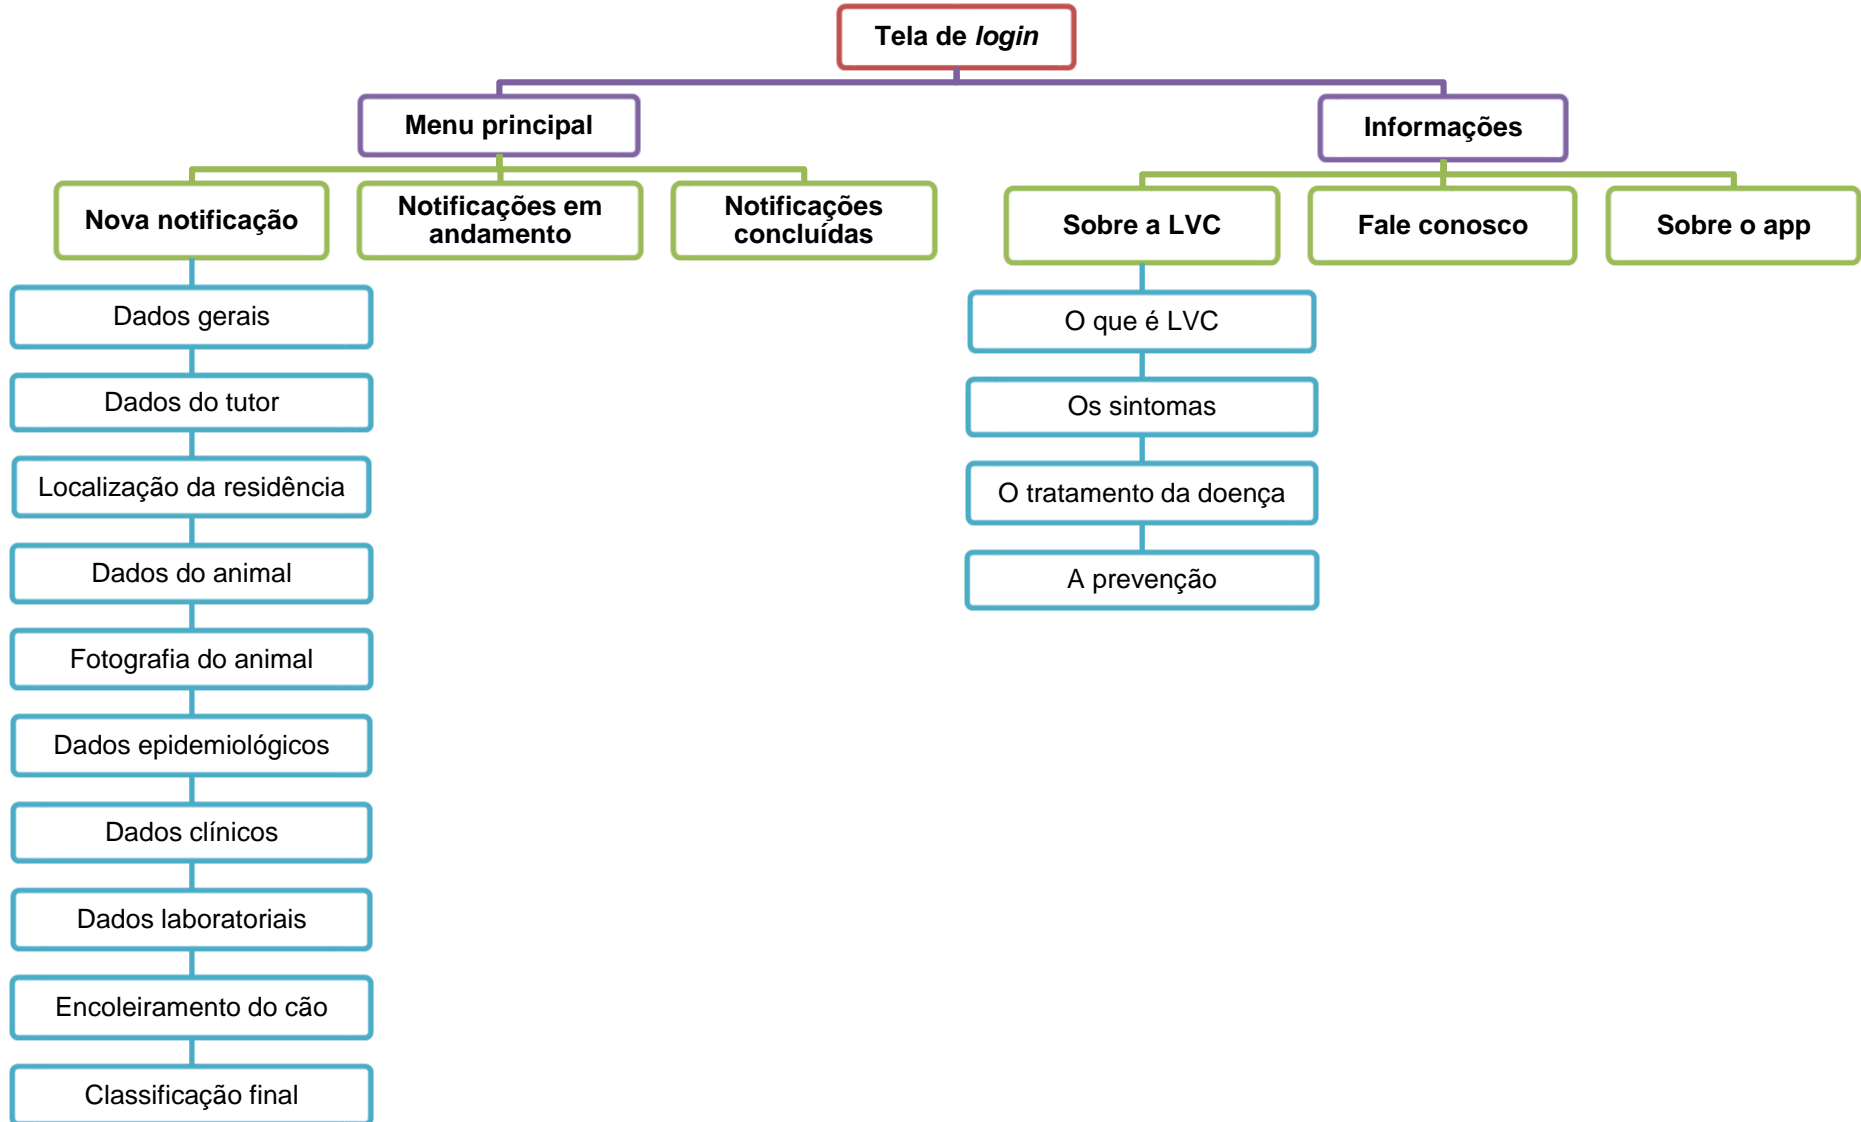 Tela de login
Menu principal
Informações
Nova notificação
Notificações em
andamento
Notificações
concluídas
Sobre a LVC
Fale conosco
Sobre o app
Dados gerais
Dados do tutor
Localização da residência
Dados do animal
Fotografia do animal
Dados epidemiológicos
Dados clínicos
Dados laboratoriais
Encoleiramento do cão
Classificação final
O que é LVC
Os sintomas
O tratamento da doença
A prevenção